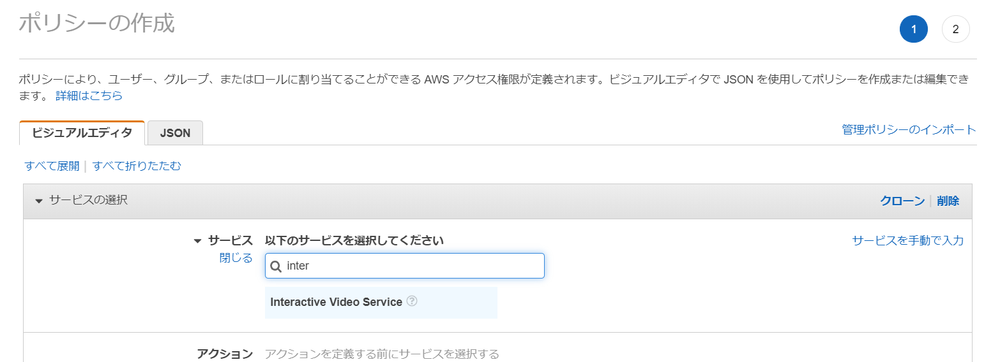 ポリシーの作成
1
2
ポリシーにより、ユーザー、グループ、またはロールに割り当てることができる AWS アクセス権限が定義されます。ビジュアルエディタで JSON を使用してポリシーを作成または編集でき
ます。 詳細はこちら
ビジュアルエディタ
JSON
管理ポリシーのインポート
すべて展開 | すべて折りたたむ
サービスの選択
クローン | 削除
サービス 以下のサービスを選択してください
サービスを手動で入力
閉じる
inter
Interactive Video Service ?
アクション アクションを定義する前にサービスを選択する